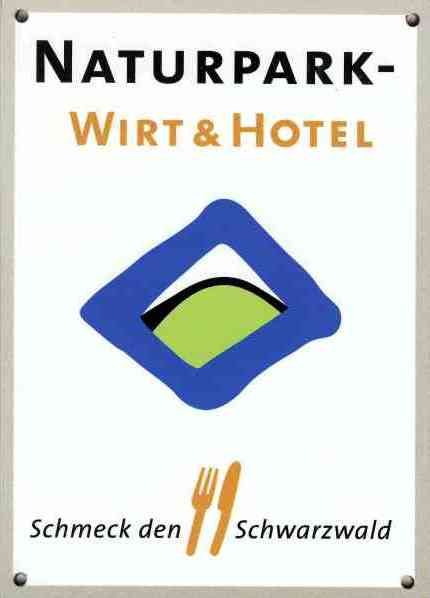 NATURPARK-
WIRT & HOTEL
Schmeck den Schwarzwald